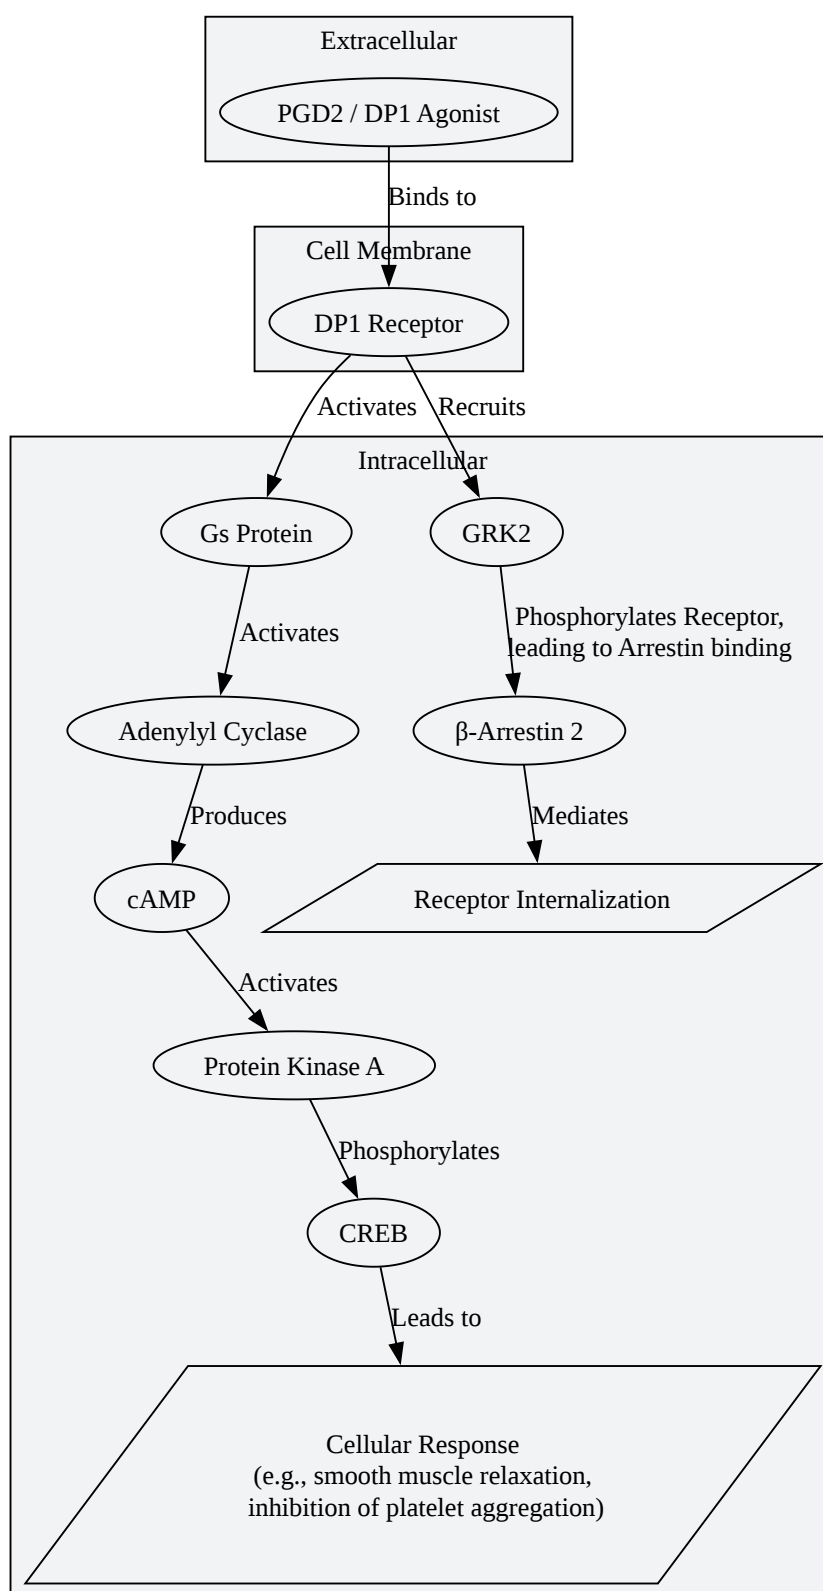 Extracellular
PGD2 / DP1 Agonist
Binds to
Cell Membrane
DP1 Receptor
Activates
Recruits
Intracellular
Gs Protein
GRK2
Activates
Phosphorylates Receptor,
leading to Arrestin binding
Adenylyl Cyclase
β-Arrestin 2
Produces
Mediates
cAMP
Receptor Internalization
Activates
Protein Kinase A
Phosphorylates
CREB
Leads to
Cellular Response
(e.g., smooth muscle relaxation,
inhibition of platelet aggregation)